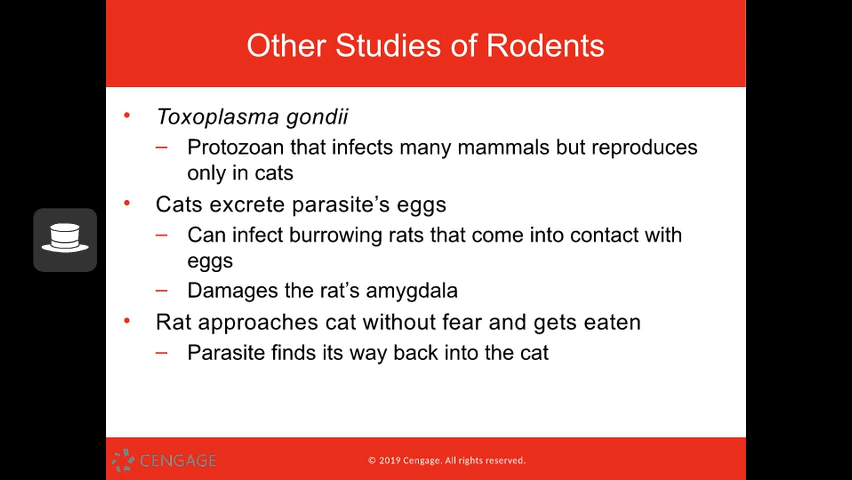 Other Studies of Rodents
• Toxoplasma gondii
– Protozoan that infects many mammals but reproduces
only in cats
• Cats excrete parasite’s eggs
– Can infect burrowing rats that come into contact with
eggs
– Damages the rat’s amygdala
• Rat approaches cat without fear and gets eaten
– Parasite finds its way back into the cat
CENGAGE
© 2019 Cengage. All rights reserved.